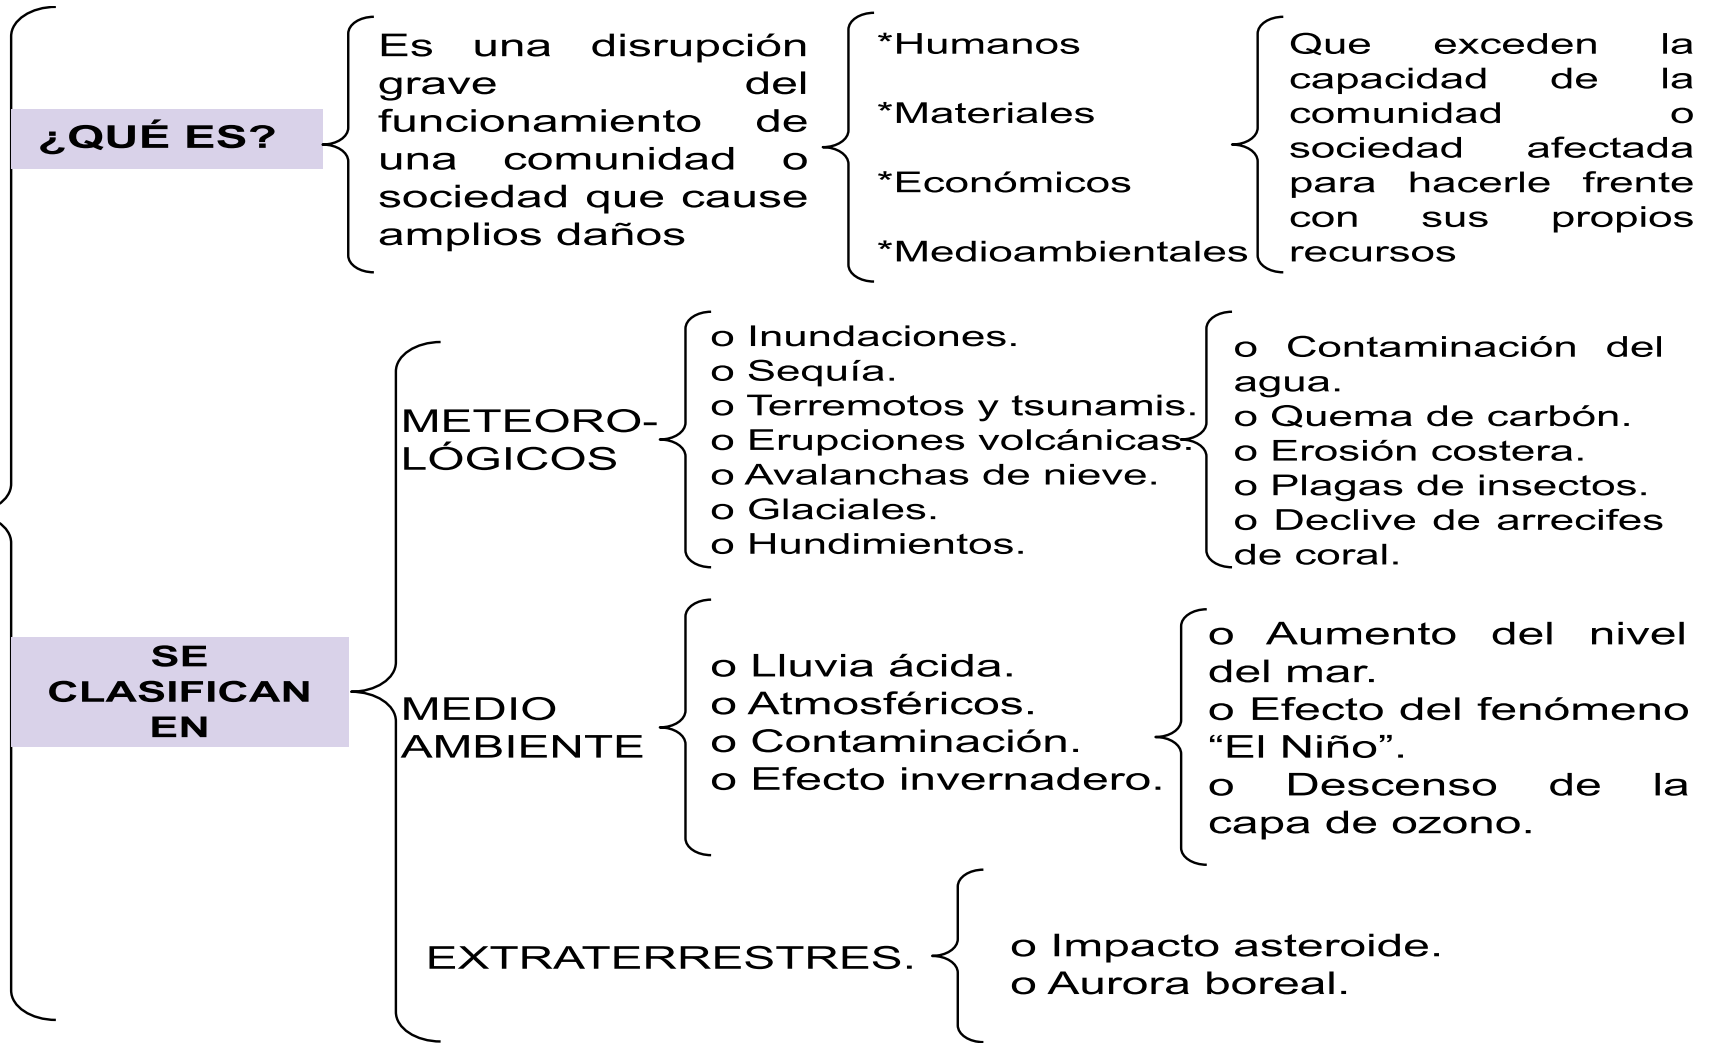 ¿QUÉ ES?
Es una disrupción
grave del
funcionamiento de
una comunidad o
sociedad que cause
amplios daños
*Humanos
*Materiales
*Económicos
*Medioambientales
Que exceden la
capacidad de la
comunidad o
sociedad afectada
para hacerle frente
con sus propios
recursos
SE
CLASIFICAN
EN
METEORO-
LÓGICOS
o Inundaciones.
o Sequía.
o Terremotos y tsunamis.
o Erupciones volcánicas.
o Avalanchas de nieve.
o Glaciales.
o Hundimientos.
o Contaminación del
agua.
o Quema de carbón.
o Erosión costera.
o Plagas de insectos.
o Declive de arrecifes
de coral.
MEDIO
AMBIENTE
o Lluvia ácida.
o Atmosféricos.
o Contaminación.
o Efecto invernadero.
o Aumento del nivel
del mar.
o Efecto del fenómeno
“El Niño”.
o Descenso de la
capa de ozono.
EXTRATERRESTRES.
o Impacto asteroide.
o Aurora boreal.